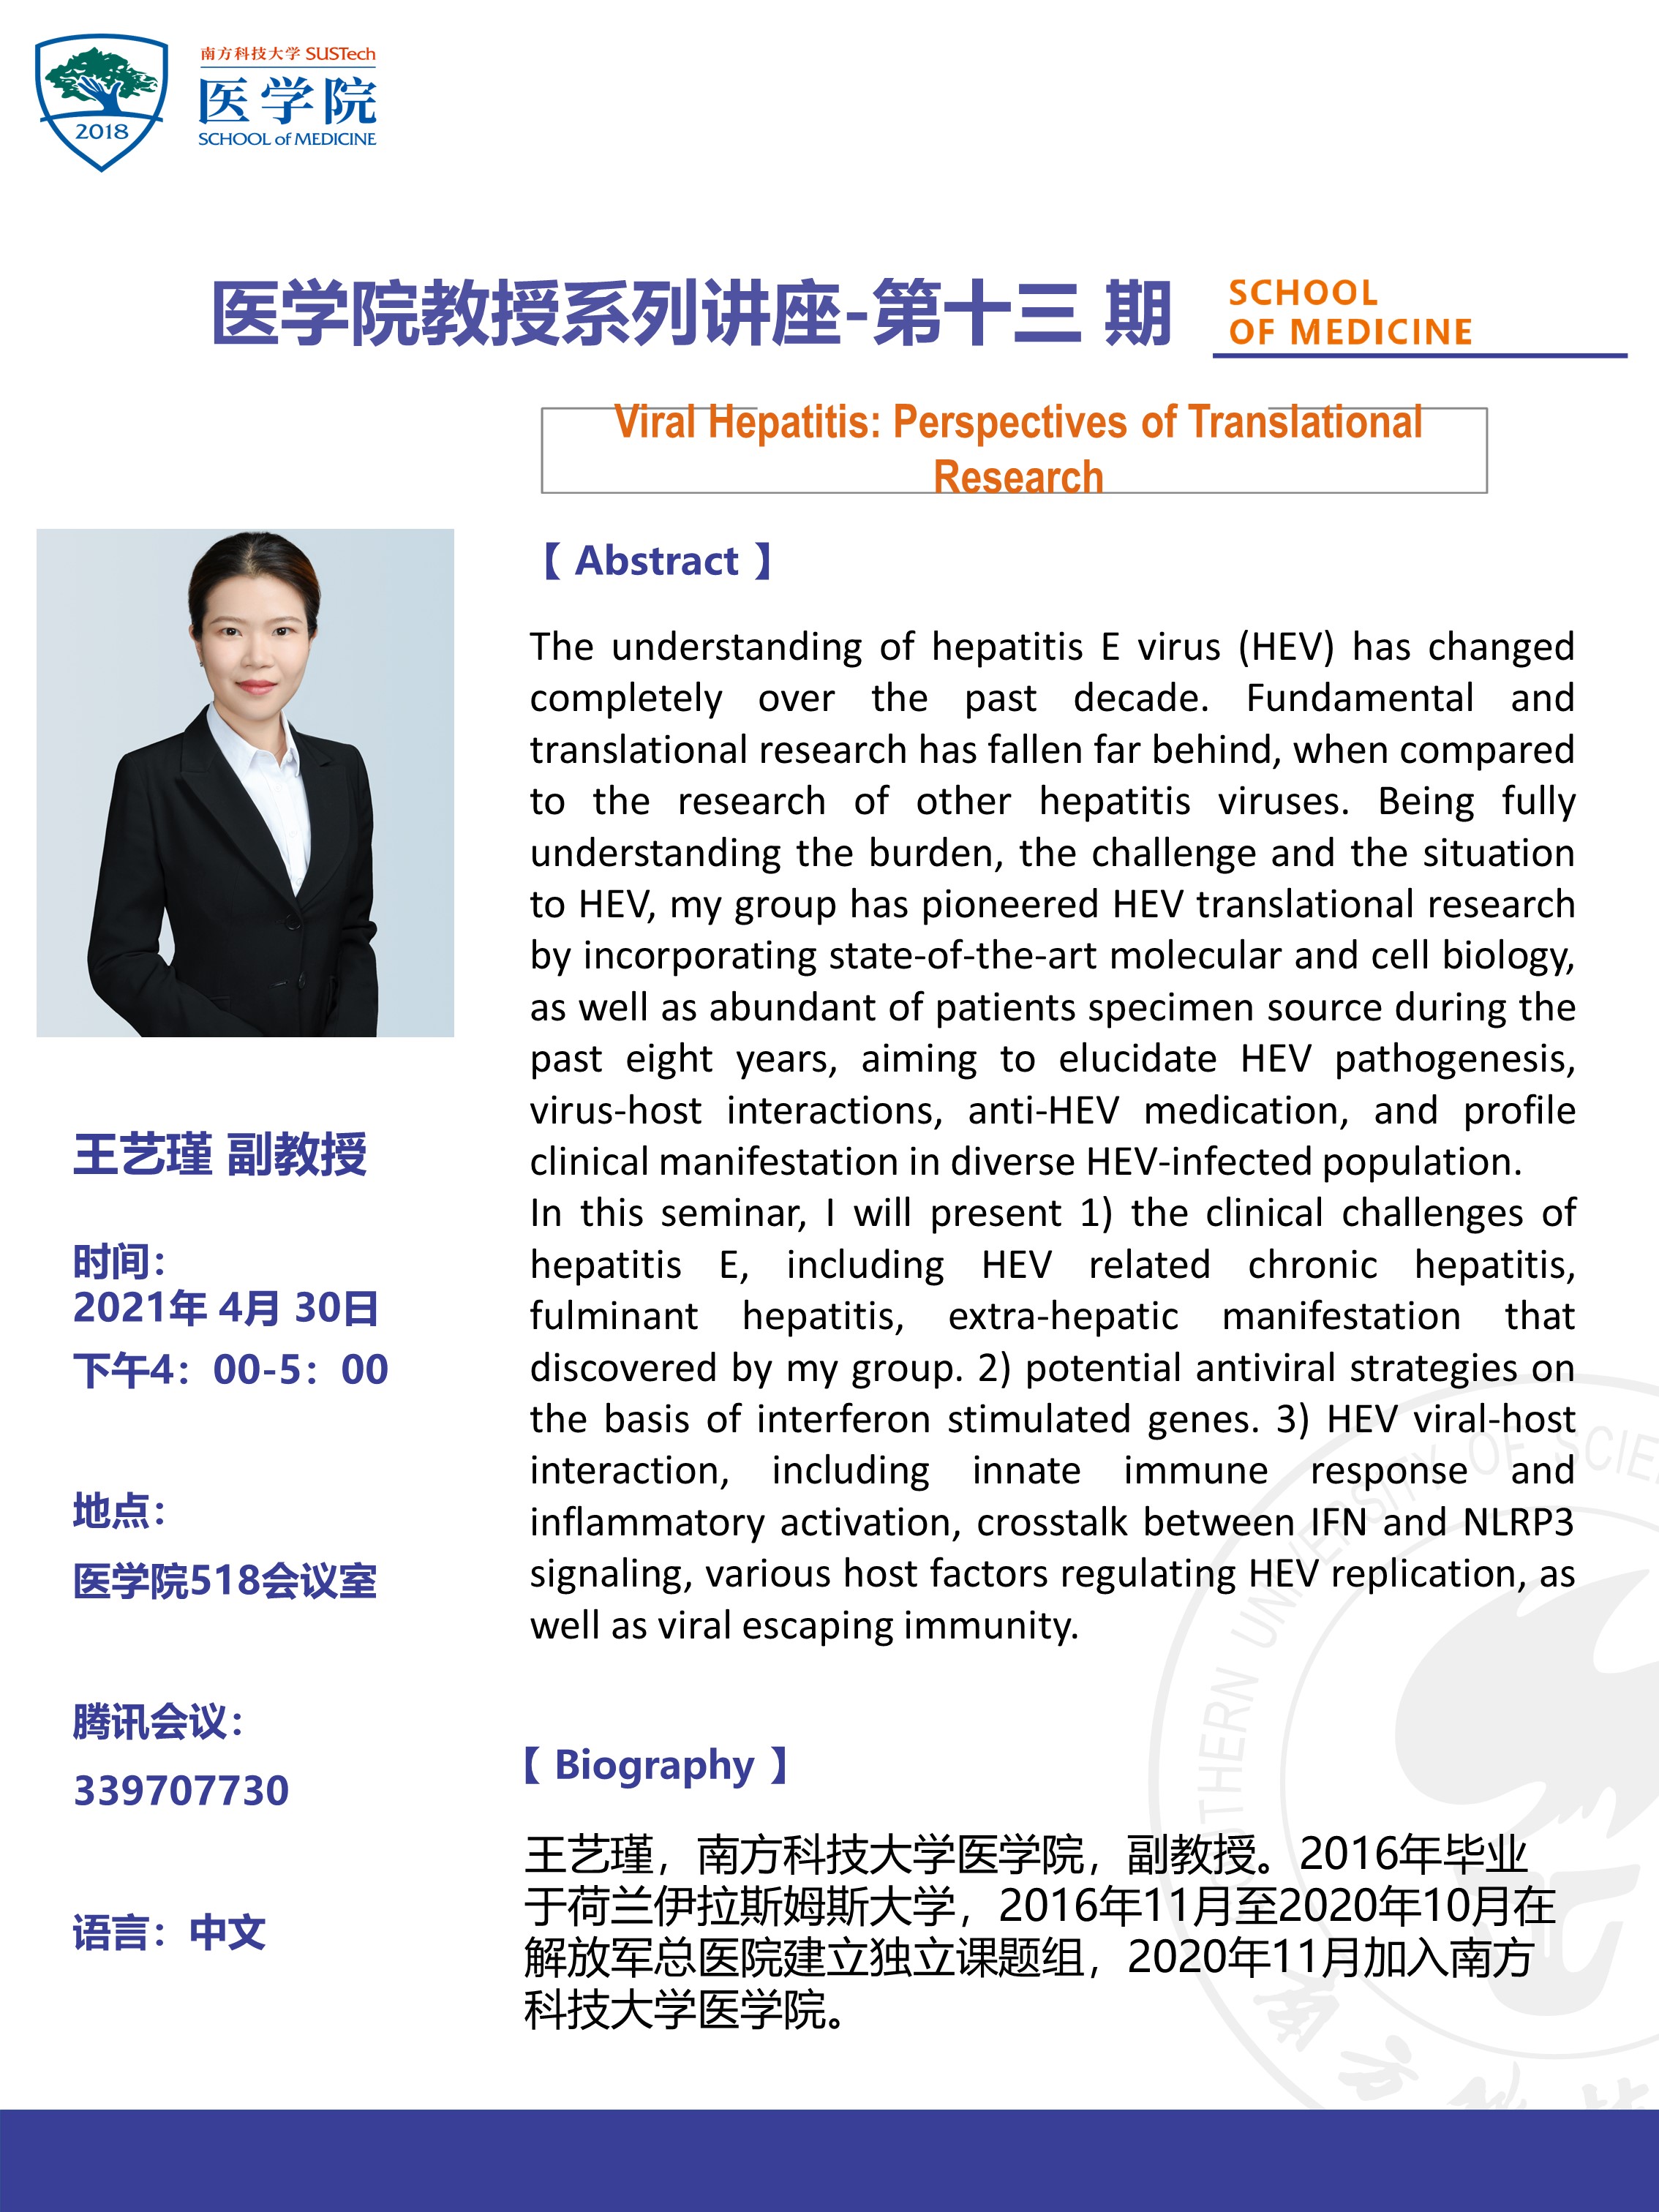 南方科技大学 SUSTech
医学院
SCHOOL of MEDICINE
2018
医学院教授系列讲座-第十三 期
SCHOOL
OF MEDICINE
Viral Hepatitis: Perspectives of Translational
Research
【 Abstract 】
The understanding of hepatitis E virus (HEV) has changed
completely over the past decade. Fundamental and
translational research has fallen far behind, when compared
to the research of other hepatitis viruses. Being fully
understanding the burden, the challenge and the situation
to HEV, my group has pioneered HEV translational research
by incorporating state-of-the-art molecular and cell biology,
as well as abundant of patients specimen source during the
past eight years, aiming to elucidate HEV pathogenesis,
virus-host interactions, anti-HEV medication, and profile
clinical manifestation in diverse HEV-infected population.
In this seminar, I will present 1) the clinical challenges of
hepatitis E, including HEV related chronic hepatitis,
fulminant hepatitis, extra-hepatic manifestation that
discovered by my group. 2) potential antiviral strategies on
the basis of interferon stimulated genes. 3) HEV viral-host
interaction, including innate immune response and
inflammatory activation, crosstalk between IFN and NLRP3
signaling, various host factors regulating HEV replication, as
well as viral escaping immunity.
王艺瑾 副教授
时间：
2021年 4月 30日
下午4：00-5：00
地点：
医学院518会议室
腾讯会议：
339707730
语言：中文
【 Biography 】
王艺瑾，南方科技大学医学院，副教授。2016年毕业
于荷兰伊拉斯姆斯大学，2016年11月至2020年10月在
解放军总医院建立独立课题组，2020年11月加入南方
科技大学医学院。
UTHERN UNIVERSITY OF SCIE
南方科